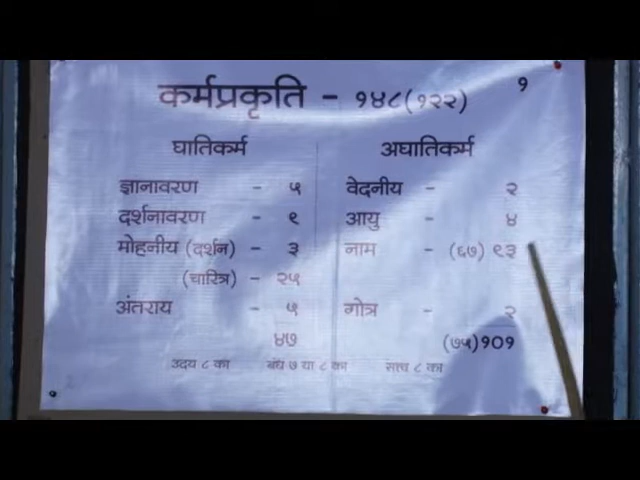 कर्मप्रकृति - १४८(१२२)
१
घातिकर्म
ज्ञानावरण - ५
दर्शनावरण - ९
मोहनीय (दर्शन) - ३
(चारित्र) - २५
अंतराय - ५
४७
अघातिकर्म
वेदनीय - २
आयु - ४
नाम - (६७) ९३
गोत्र - २
(७५)१०१
उदय ८ का बंध ७ या ८ का ८ का